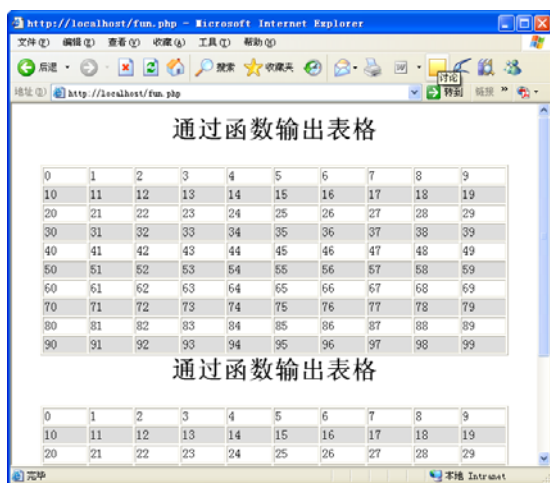 http://localhost/fun.php - Microsoft Internet Explorer
文件(F) 编辑(E) 查看(V) 收藏(A) 工具(T) 帮助(H)
后退 搜索 收藏夹
讨论
地址(D) http://localhost/fun.php 转到 链接 »
通过函数输出表格
0 1 2 3 4 5 6 7 8 9
10 11 12 13 14 15 16 17 18 19
20 21 22 23 24 25 26 27 28 29
30 31 32 33 34 35 36 37 38 39
40 41 42 43 44 45 46 47 48 49
50 51 52 53 54 55 56 57 58 59
60 61 62 63 64 65 66 67 68 69
70 71 72 73 74 75 76 77 78 79
80 81 82 83 84 85 86 87 88 89
90 91 92 93 94 95 96 97 98 99
通过函数输出表格
0 1 2 3 4 5 6 7 8 9
10 11 12 13 14 15 16 17 18 19
20 21 22 23 24 25 26 27 28 29
完毕 本地 Intranet